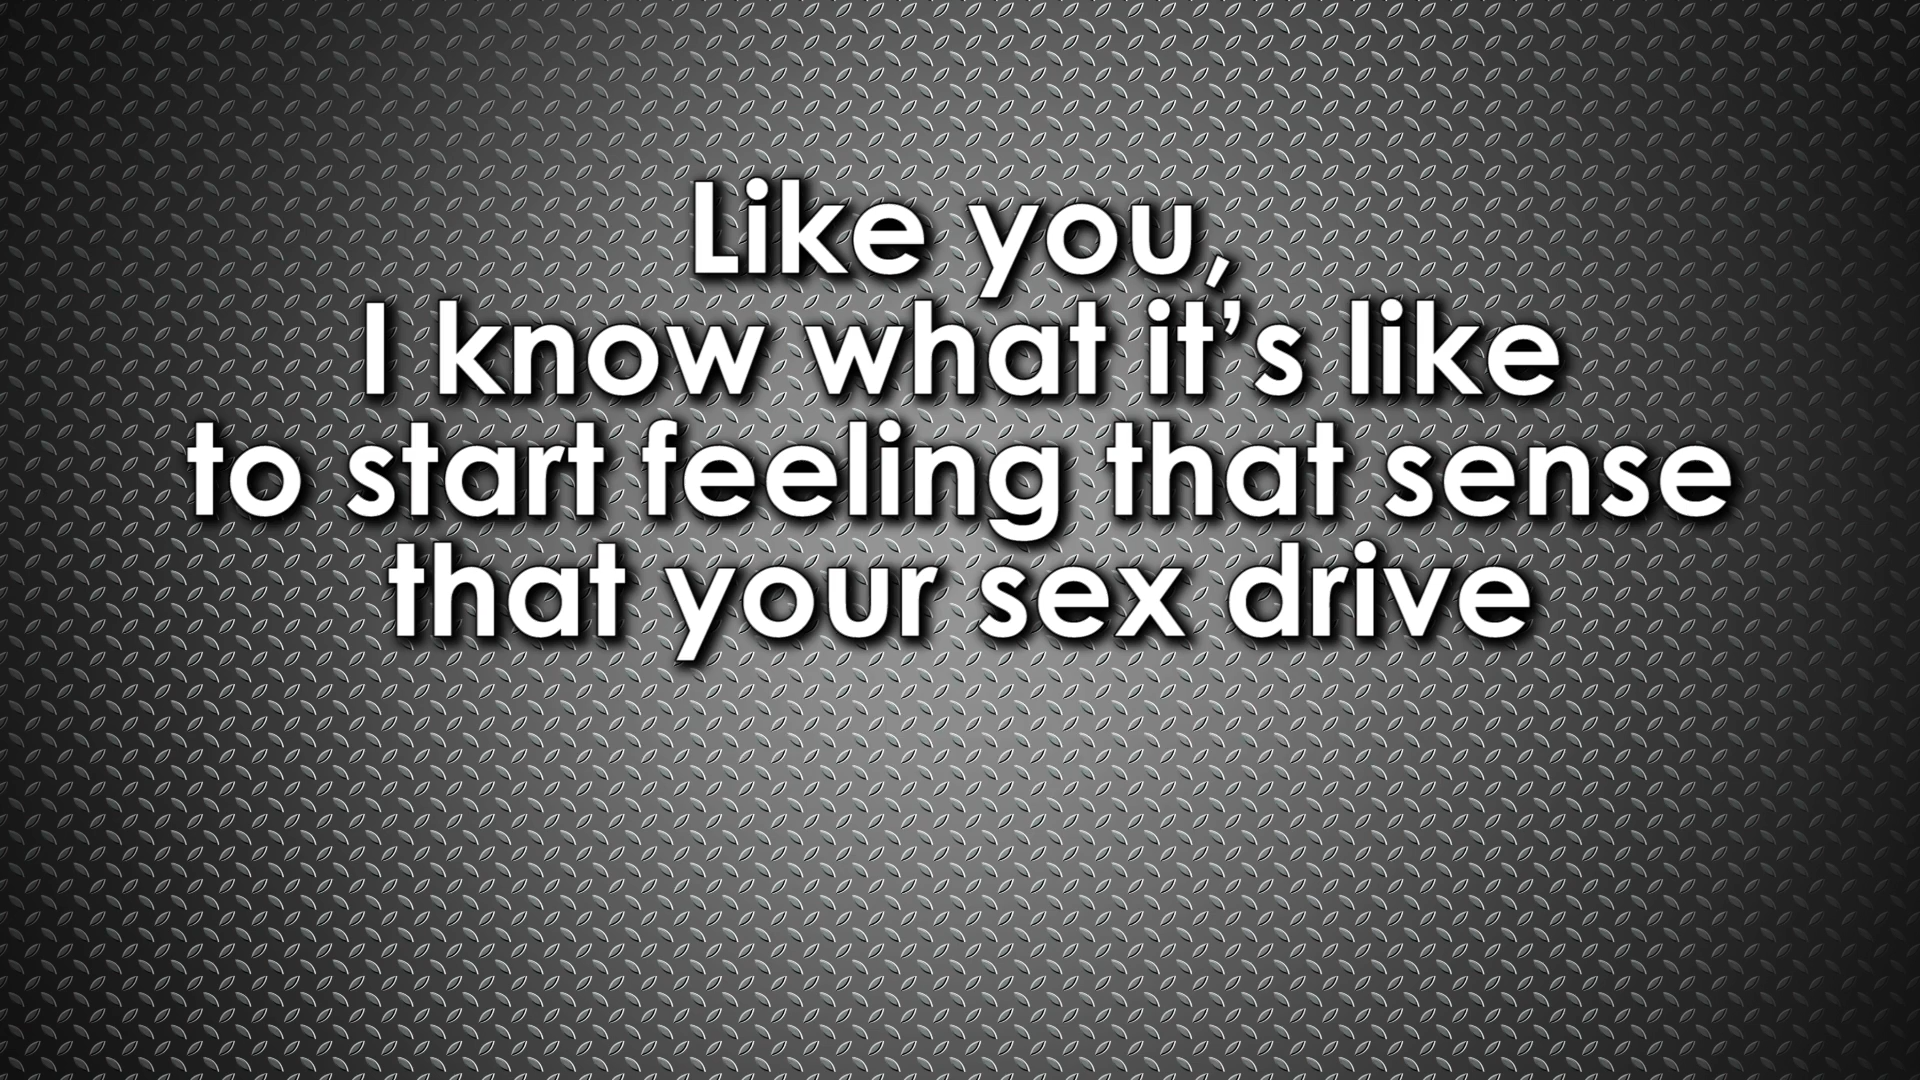 Like you,
I know what it’s like
to start feeling that sense
that your sex drive